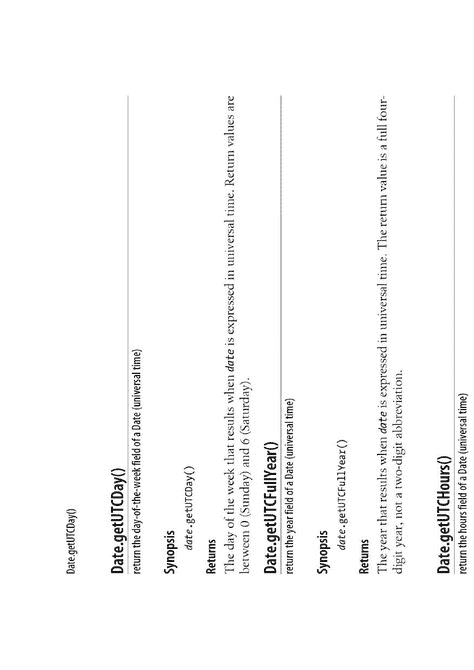 Date.getUTCDay()
Date.getUTCDay()
return the day-of-the-week field of a Date (universal time)
Synopsis
date.getUTCDay()
Returns
The day of the week that results when date is expressed in universal time. Return values are
between 0 (Sunday) and 6 (Saturday).
Date.getUTCFullYear()
return the year field of a Date (universal time)
Synopsis
date.getUTCFullYear()
Returns
The year that results when date is expressed in universal time. The return value is a full four-
digit year, not a two-digit abbreviation.
Date.getUTCHours()
return the hours field of a Date (universal time)